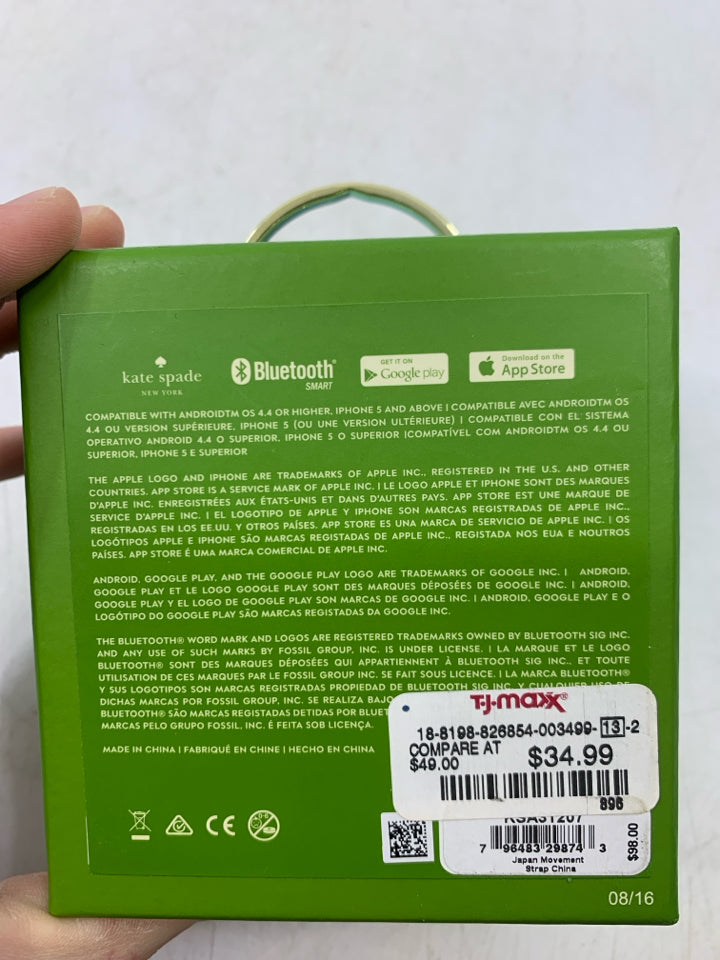 kate spade
NEW YORK
Bluetooth®
SMART
GET IT ON
Google play
Download on the
App Store
COMPATIBLE WITH ANDROIDTM OS 4.4 OR HIGHER, IPHONE 5 AND ABOVE | COMPATIBLE AVEC ANDROIDTM OS
4.4 OU VERSION SUPÉRIEURE, IPHONE 5 (OU UNE VERSION ULTÉRIEURE) | COMPATIBLE CON EL SISTEMA
OPERATIVO ANDROID 4.4 O SUPERIOR, IPHONE 5 O SUPERIOR |COMPATÍVEL COM ANDROIDTM OS 4.4 OU
SUPERIOR, IPHONE 5 E SUPERIOR
THE APPLE LOGO AND IPHONE ARE TRADEMARKS OF APPLE INC., REGISTERED IN THE U.S. AND OTHER
COUNTRIES. APP STORE IS A SERVICE MARK OF APPLE INC. | LE LOGO APPLE ET IPHONE SONT DES MARQUES
D'APPLE INC. ENREGISTRÉES AUX ÉTATS-UNIS ET DANS D'AUTRES PAYS. APP STORE EST UNE MARQUE DE
SERVICE D'APPLE INC. | EL LOGOTIPO DE APPLE Y IPHONE SON MARCAS REGISTRADAS DE APPLE INC.,
REGISTRADAS EN LOS EE.UU. Y OTROS PAÍSES. APP STORE ES UNA MARCA DE SERVICIO DE APPLE INC. | OS
LOGÓTIPOS APPLE E IPHONE SÃO MARCAS REGISTADAS DE APPLE INC., REGISTADA NOS EUA E NOUTROS
PAÍSES. APP STORE É UMA MARCA COMERCIAL DE APPLE INC.
ANDROID, GOOGLE PLAY, AND THE GOOGLE PLAY LOGO ARE TRADEMARKS OF GOOGLE INC. | ANDROID,
GOOGLE PLAY ET LE LOGO GOOGLE PLAY SONT DES MARQUES DÉPOSÉES DE GOOGLE INC. | ANDROID,
GOOGLE PLAY Y EL LOGO DE GOOGLE PLAY SON MARCAS DE GOOGLE INC. | ANDROID, GOOGLE PLAY E O
LOGÓTIPO DO GOOGLE PLAY SÃO MARCAS REGISTADAS DA GOOGLE INC.
THE BLUETOOTH® WORD MARK AND LOGOS ARE REGISTERED TRADEMARKS OWNED BY BLUETOOTH SIG INC.
AND ANY USE OF SUCH MARKS BY FOSSIL GROUP, INC. IS UNDER LICENSE. | LA MARQUE ET LE LOGO
BLUETOOTH® SONT DES MARQUES DÉPOSÉES QUI APPARTIENNENT À BLUETOOTH SIG INC., ET TOUTE
UTILISATION DE CES MARQUES PAR LE FOSSIL GROUP INC. SE FAIT SOUS LICENCE. | LA MARCA BLUETOOTH®
Y SUS LOGOTIPOS SON MARCAS REGISTRADAS PROPIEDAD DE BLUETOOTH SIG INC. Y CUALQUIER USO DE
DICHAS MARCAS POR FOSSIL GROUP, INC. SE REALIZA BAJO
BLUETOOTH® SÃO MARCAS REGISTADAS DETIDAS POR BLUET
MARCAS PELO GRUPO FOSSIL, INC. É FEITA SOB LICENÇA.
MADE IN CHINA | FABRIQUÉ EN CHINE | HECHO EN CHINA
T·J·maxx®
18-8198-826854-003499-13-2
COMPARE AT
$49.00
$34.99
896
KSA31207
7 96483 29874 3
$98.00
Japan Movement
Strap China
CE
0-3
08/16